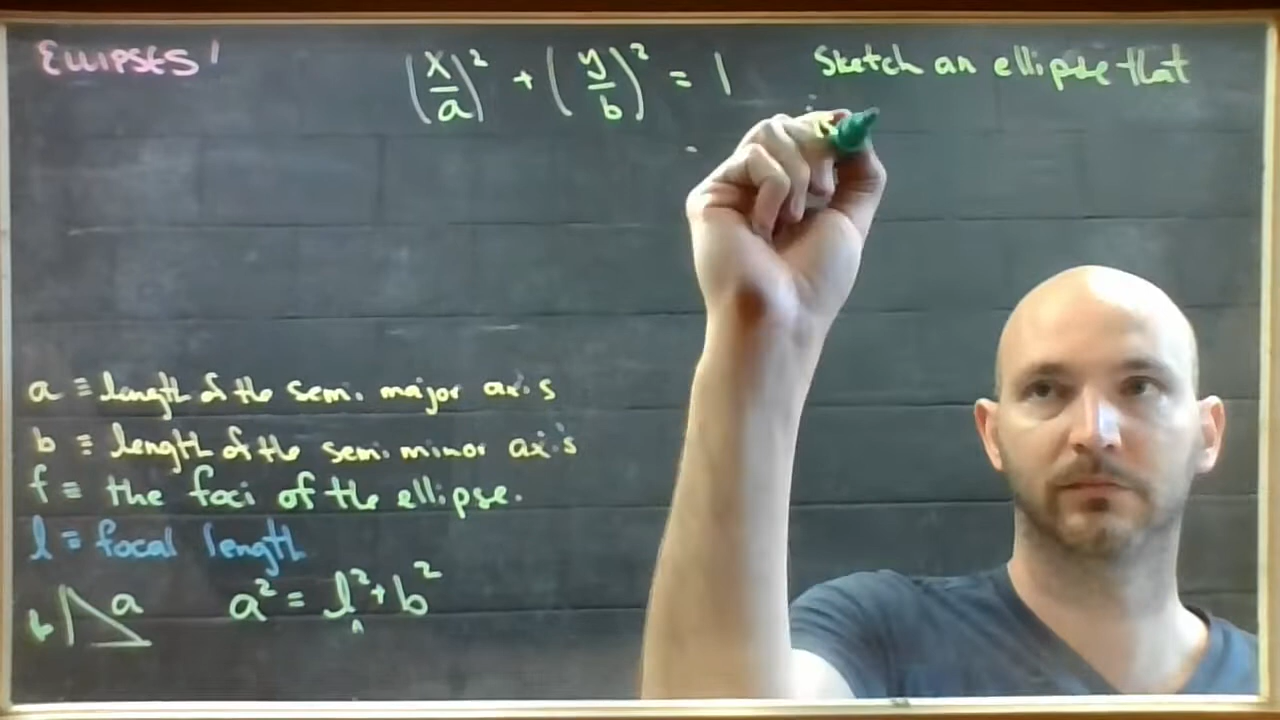 ELLIPSES!
(x/a)² + (y/b)² = 1
Sketch an ellipse that
is
a ≡ length of the semi major axis
b ≡ length of the semi minor axis
f ≡ the foci of the ellipse.
l ≡ focal length
b a a² = l² + b²